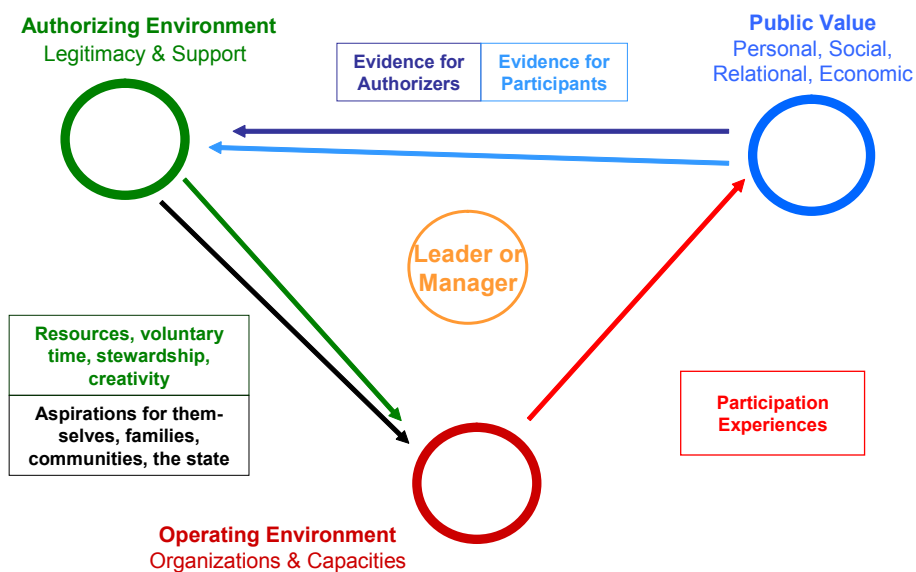 Authorizing Environment
Legitimacy & Support
Evidence for
Authorizers
Evidence for
Participants
Public Value
Personal, Social,
Relational, Economic
Leader or
Manager
Resources, voluntary
time, stewardship,
creativity
Aspirations for them-
selves, families,
communities, the state
Participation
Experiences
Operating Environment
Organizations & Capacities